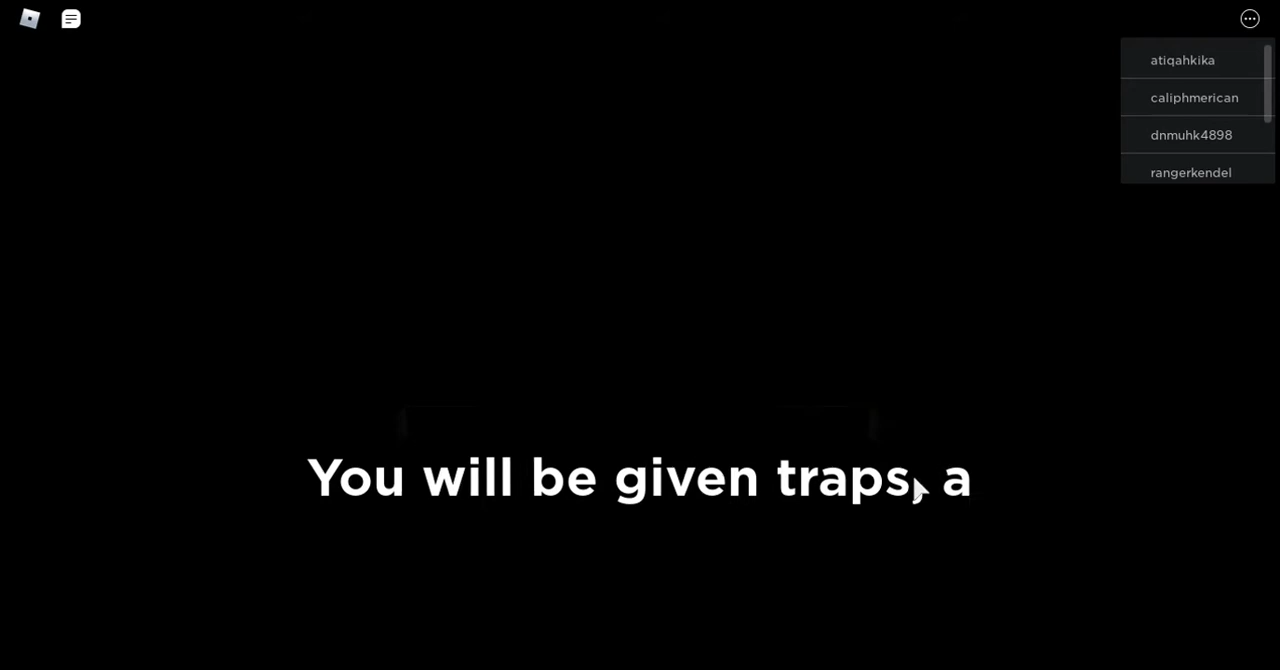 atiqahkika
caliphmerican
dnmuhk4898
rangerkendel
You will be given traps, a